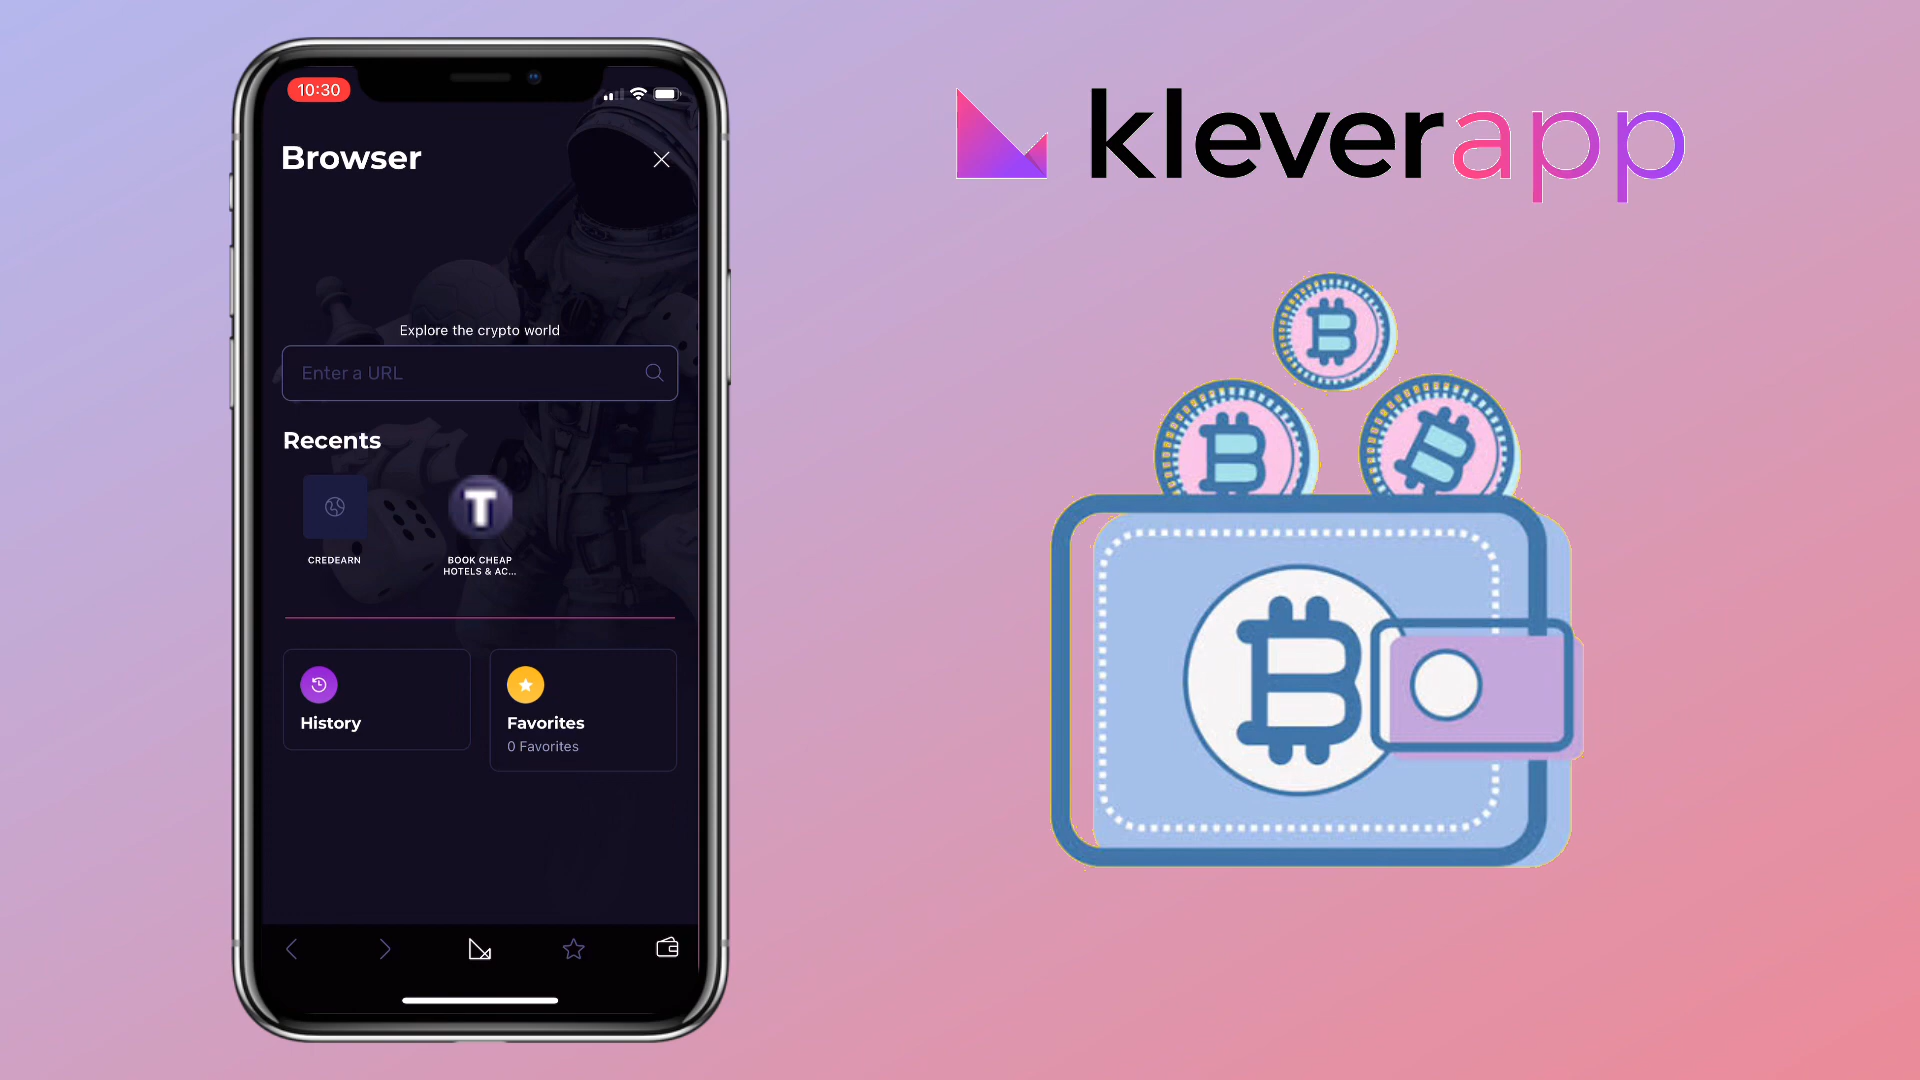 10:30
Browser
Explore the crypto world
Enter a URL
Recents
CREDEARN
BOOK CHEAP
HOTELS & AC...
History
Favorites
0 Favorites
kleverapp